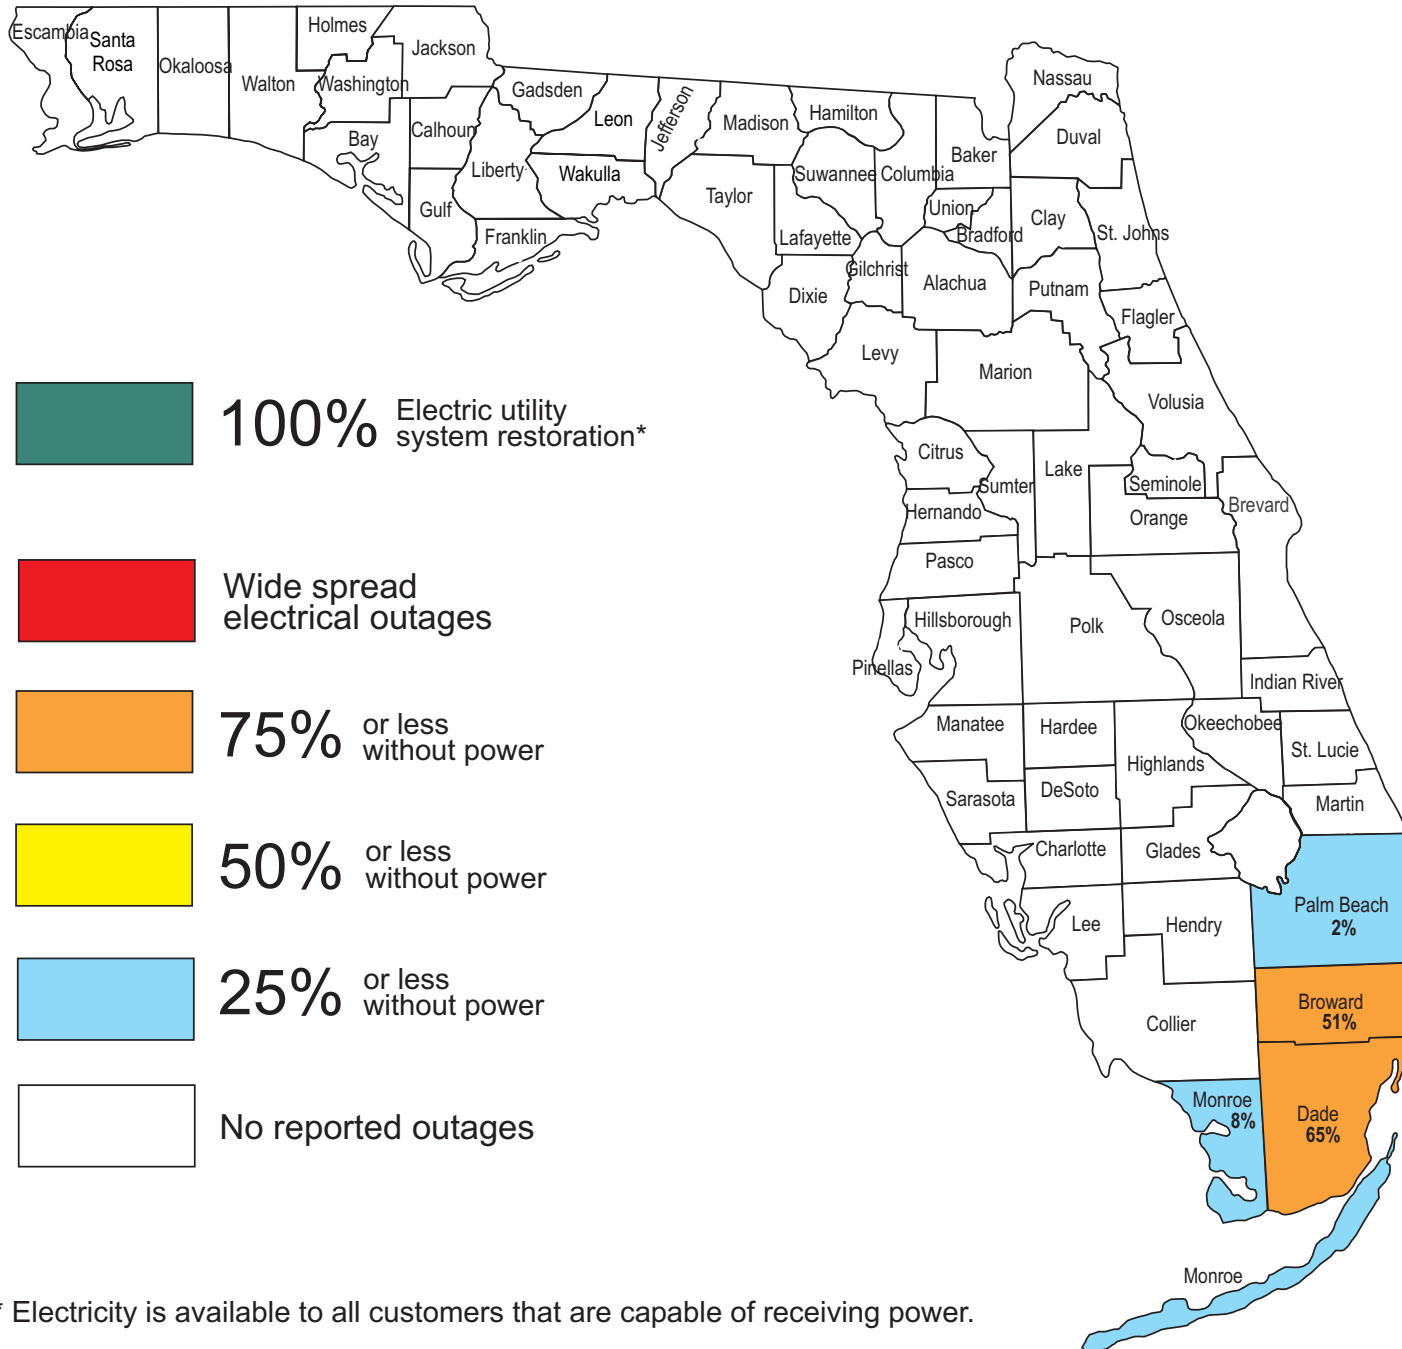 Escambia
Santa
Rosa
Okaloosa
Walton
Holmes
Washington
Jackson
Bay
Calhoun
Gulf
Liberty
Gadsden
Franklin
Leon
Wakulla
Jefferson
Madison
Taylor
Hamilton
Suwannee
Lafayette
Dixie
Columbia
Gilchrist
Baker
Union
Bradford
Alachua
Nassau
Duval
Clay
St. Johns
Putnam
Flagler
Levy
Marion
Volusia
Citrus
Sumter
Lake
Seminole
Orange
Brevard
Hernando
Pasco
Hillsborough
Pinellas
Polk
Osceola
Indian River
Manatee
Hardee
Highlands
Okeechobee
St. Lucie
Sarasota
DeSoto
Martin
Charlotte
Glades
Lee
Hendry
Palm Beach
2%
Collier
Broward
51%
Monroe
8%
Dade
65%
Monroe
100% Electric utility
system restoration*
Wide spread
electrical outages
75% or less
without power
50% or less
without power
25% or less
without power
No reported outages
* Electricity is available to all customers that are capable of receiving power.